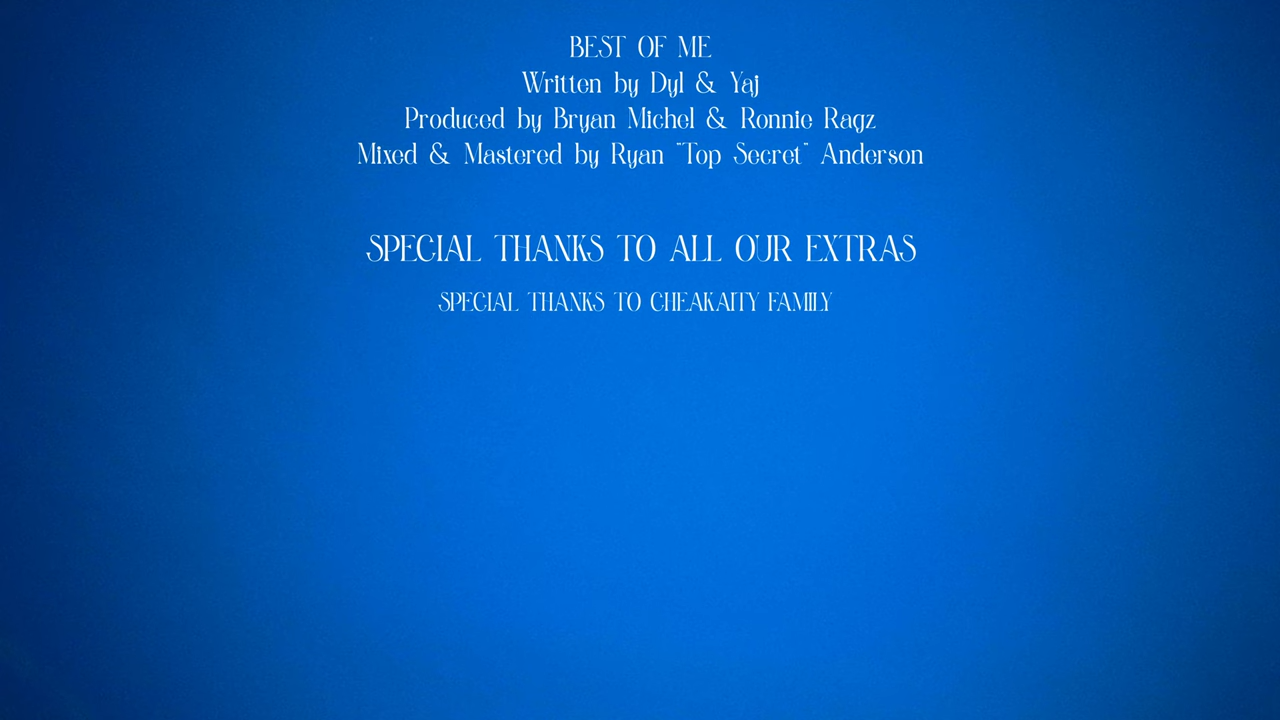 BEST OF ME
Written by Dyl & Yaj
Produced by Bryan Michel & Ronnie Ragz
Mixed & Mastered by Ryan "Top Secret" Anderson
SPECIAL THANKS TO ALL OUR EXTRAS
SPECIAL THANKS TO CHEAKAITY FAMILY